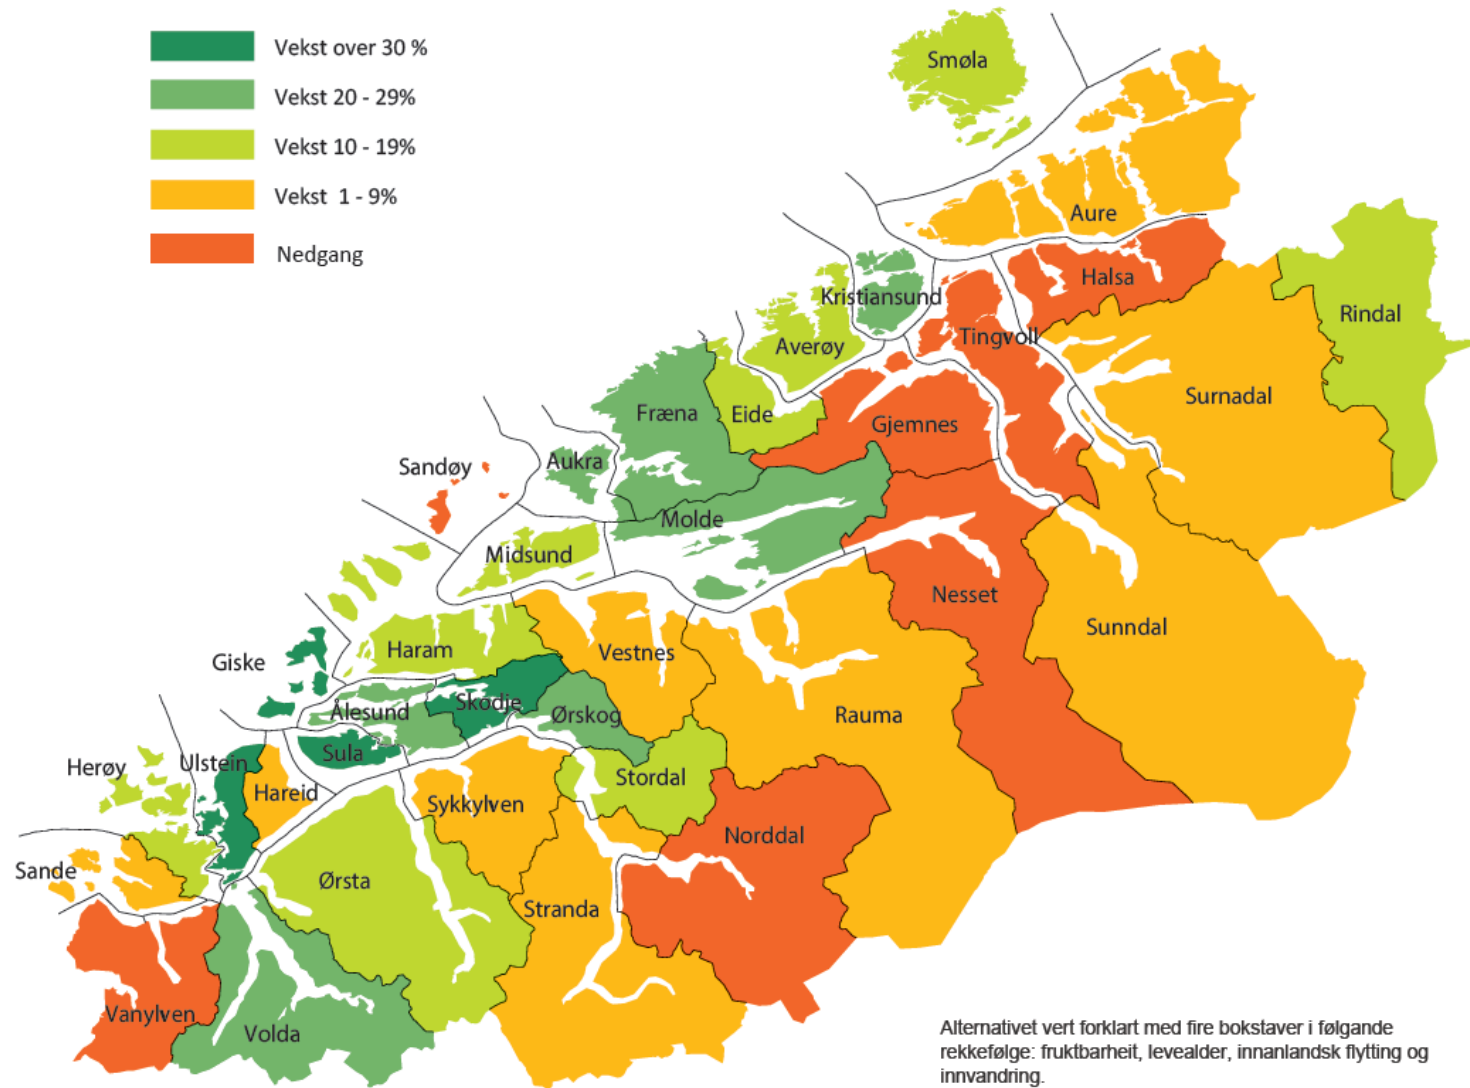 Vekst over 30 %
Vekst 20 - 29%
Vekst 10 - 19%
Vekst 1 - 9%
Nedgang
Smøla
Aure
Halsa
Kristiansund
Rindal
Tingvoll
Averøy
Surnadal
Fræna
Eide
Gjemnes
Sandøy
Aukra
Molde
Midsund
Nesset
Sunndal
Haram
Vestnes
Giske
Skodje
Ålesund
Ørskog
Rauma
Sula
Ulstein
Herøy
Stordal
Hareid
Sykkylven
Norddal
Sande
Ørsta
Stranda
Vanylven
Volda
Alternativet vert forklart med fire bokstaver i følgande
rekkefølge: fruktbarheit, levealder, innanlandsk flytting og
innvandring.